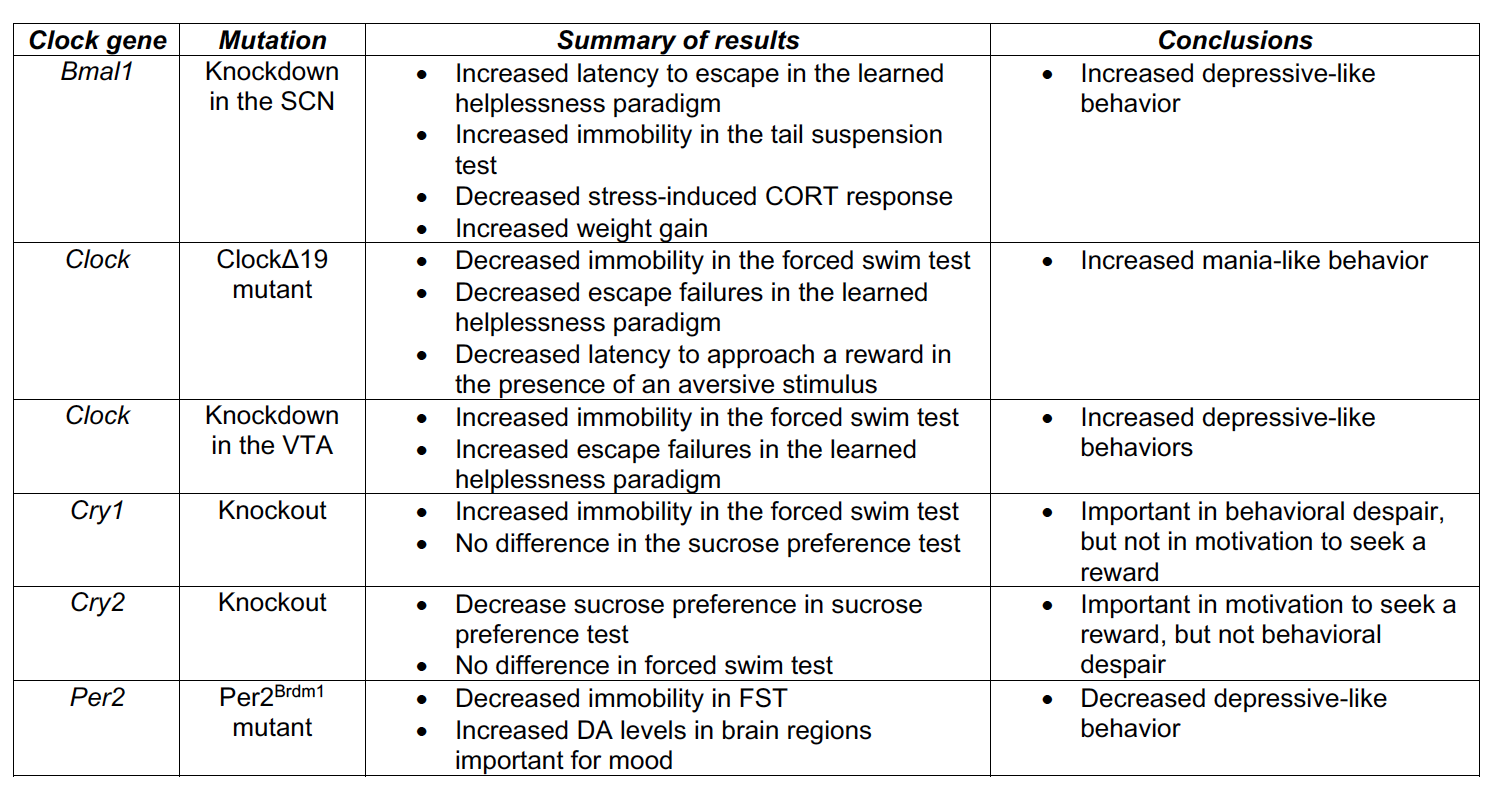 Clock gene Mutation Summary of results Conclusions
Bmal1 Knockdown • Increased latency to escape in the learned • Increased depressive-like
in the SCN helplessness paradigm behavior
• Increased immobility in the tail suspension
test
• Decreased stress-induced CORT response
• Increased weight gain
Clock ClockΔ19 • Decreased immobility in the forced swim test • Increased mania-like behavior
mutant • Decreased escape failures in the learned
helplessness paradigm
• Decreased latency to approach a reward in
the presence of an aversive stimulus
Clock Knockdown • Increased immobility in the forced swim test • Increased depressive-like
in the VTA • Increased escape failures in the learned behaviors
helplessness paradigm
Cry1 Knockout • Increased immobility in the forced swim test • Important in behavioral despair,
• No difference in the sucrose preference test but not in motivation to seek a
reward
Cry2 Knockout • Decrease sucrose preference in sucrose • Important in motivation to seek a
preference test reward, but not behavioral
• No difference in forced swim test despair
Per2 Per2Brdm1 • Decreased immobility in FST • Decreased depressive-like
mutant • Increased DA levels in brain regions behavior
important for mood